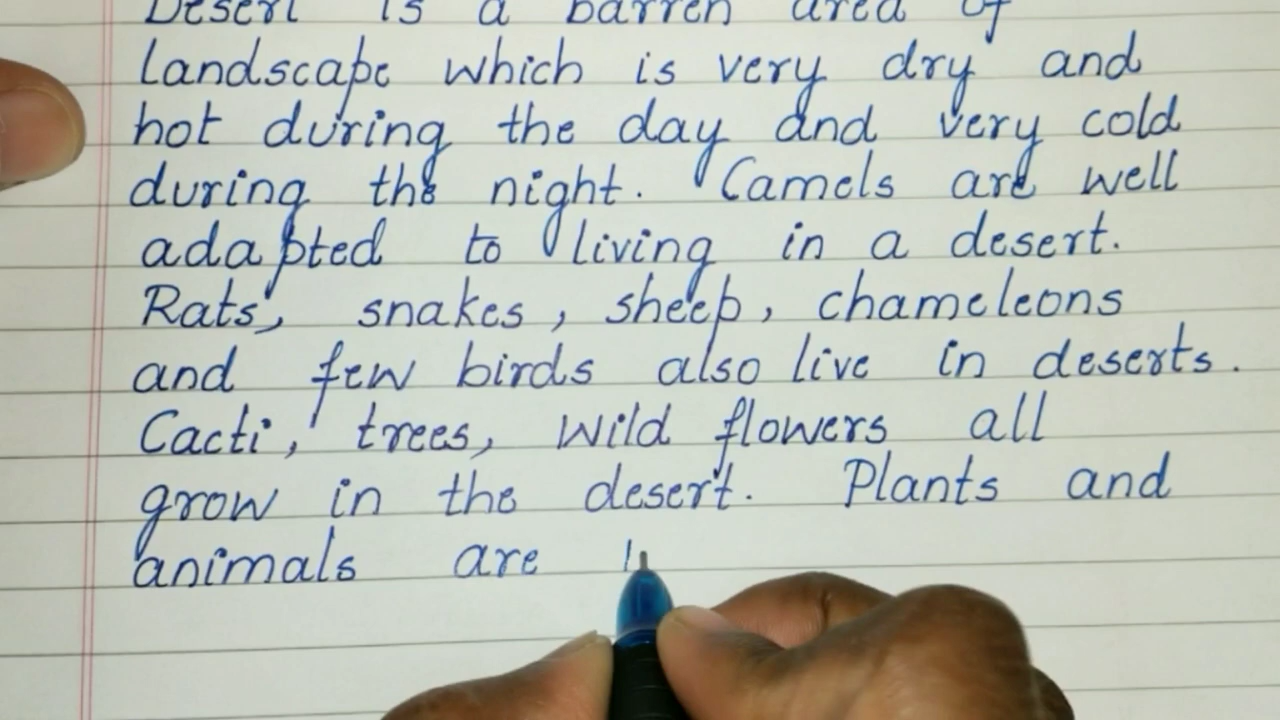 Desert is a barren area of
landscape which is very dry and
hot during the day and very cold
during the night. Camels are well
adapted to living in a desert.
Rats, snakes, sheep, chameleons
and few birds also live in deserts.
Cacti, trees, wild flowers all
grow in the desert. Plants and
animals are